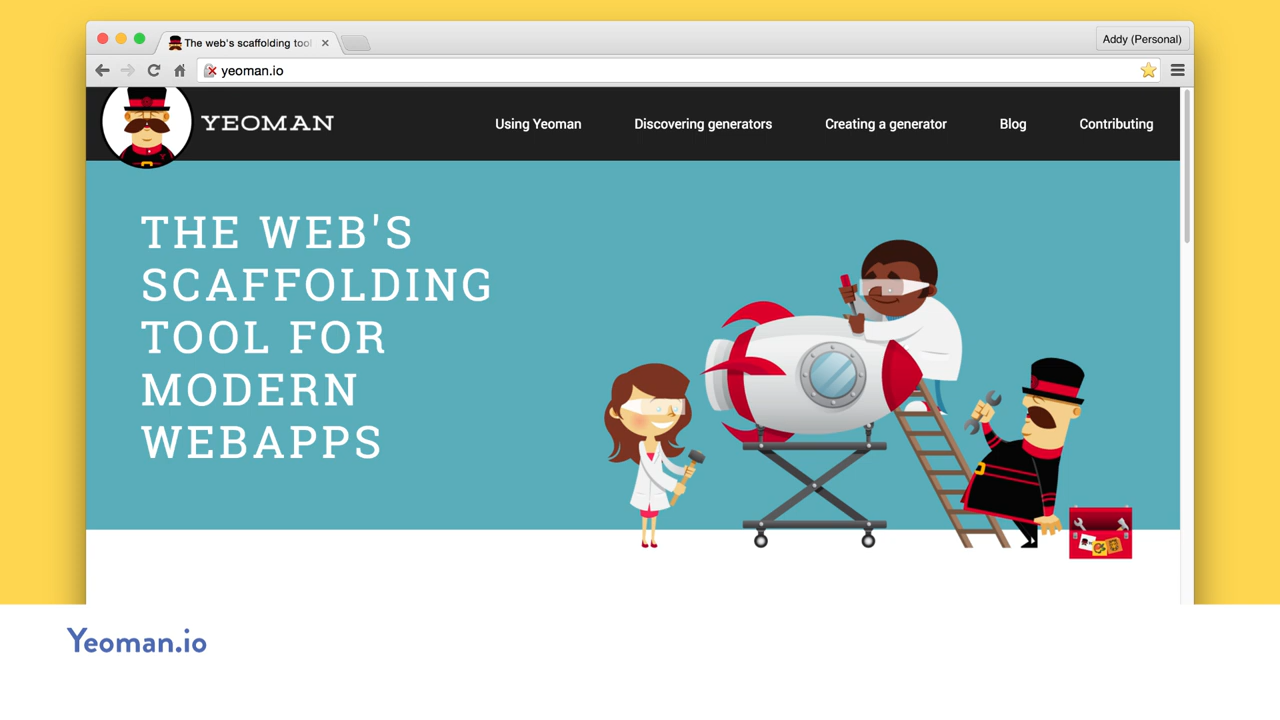 The web's scaffolding tool
Addy (Personal)
yeoman.io
YEOMAN
Using Yeoman
Discovering generators
Creating a generator
Blog
Contributing
THE WEB'S
SCAFFOLDING
TOOL FOR
MODERN
WEBAPPS
Yeoman.io